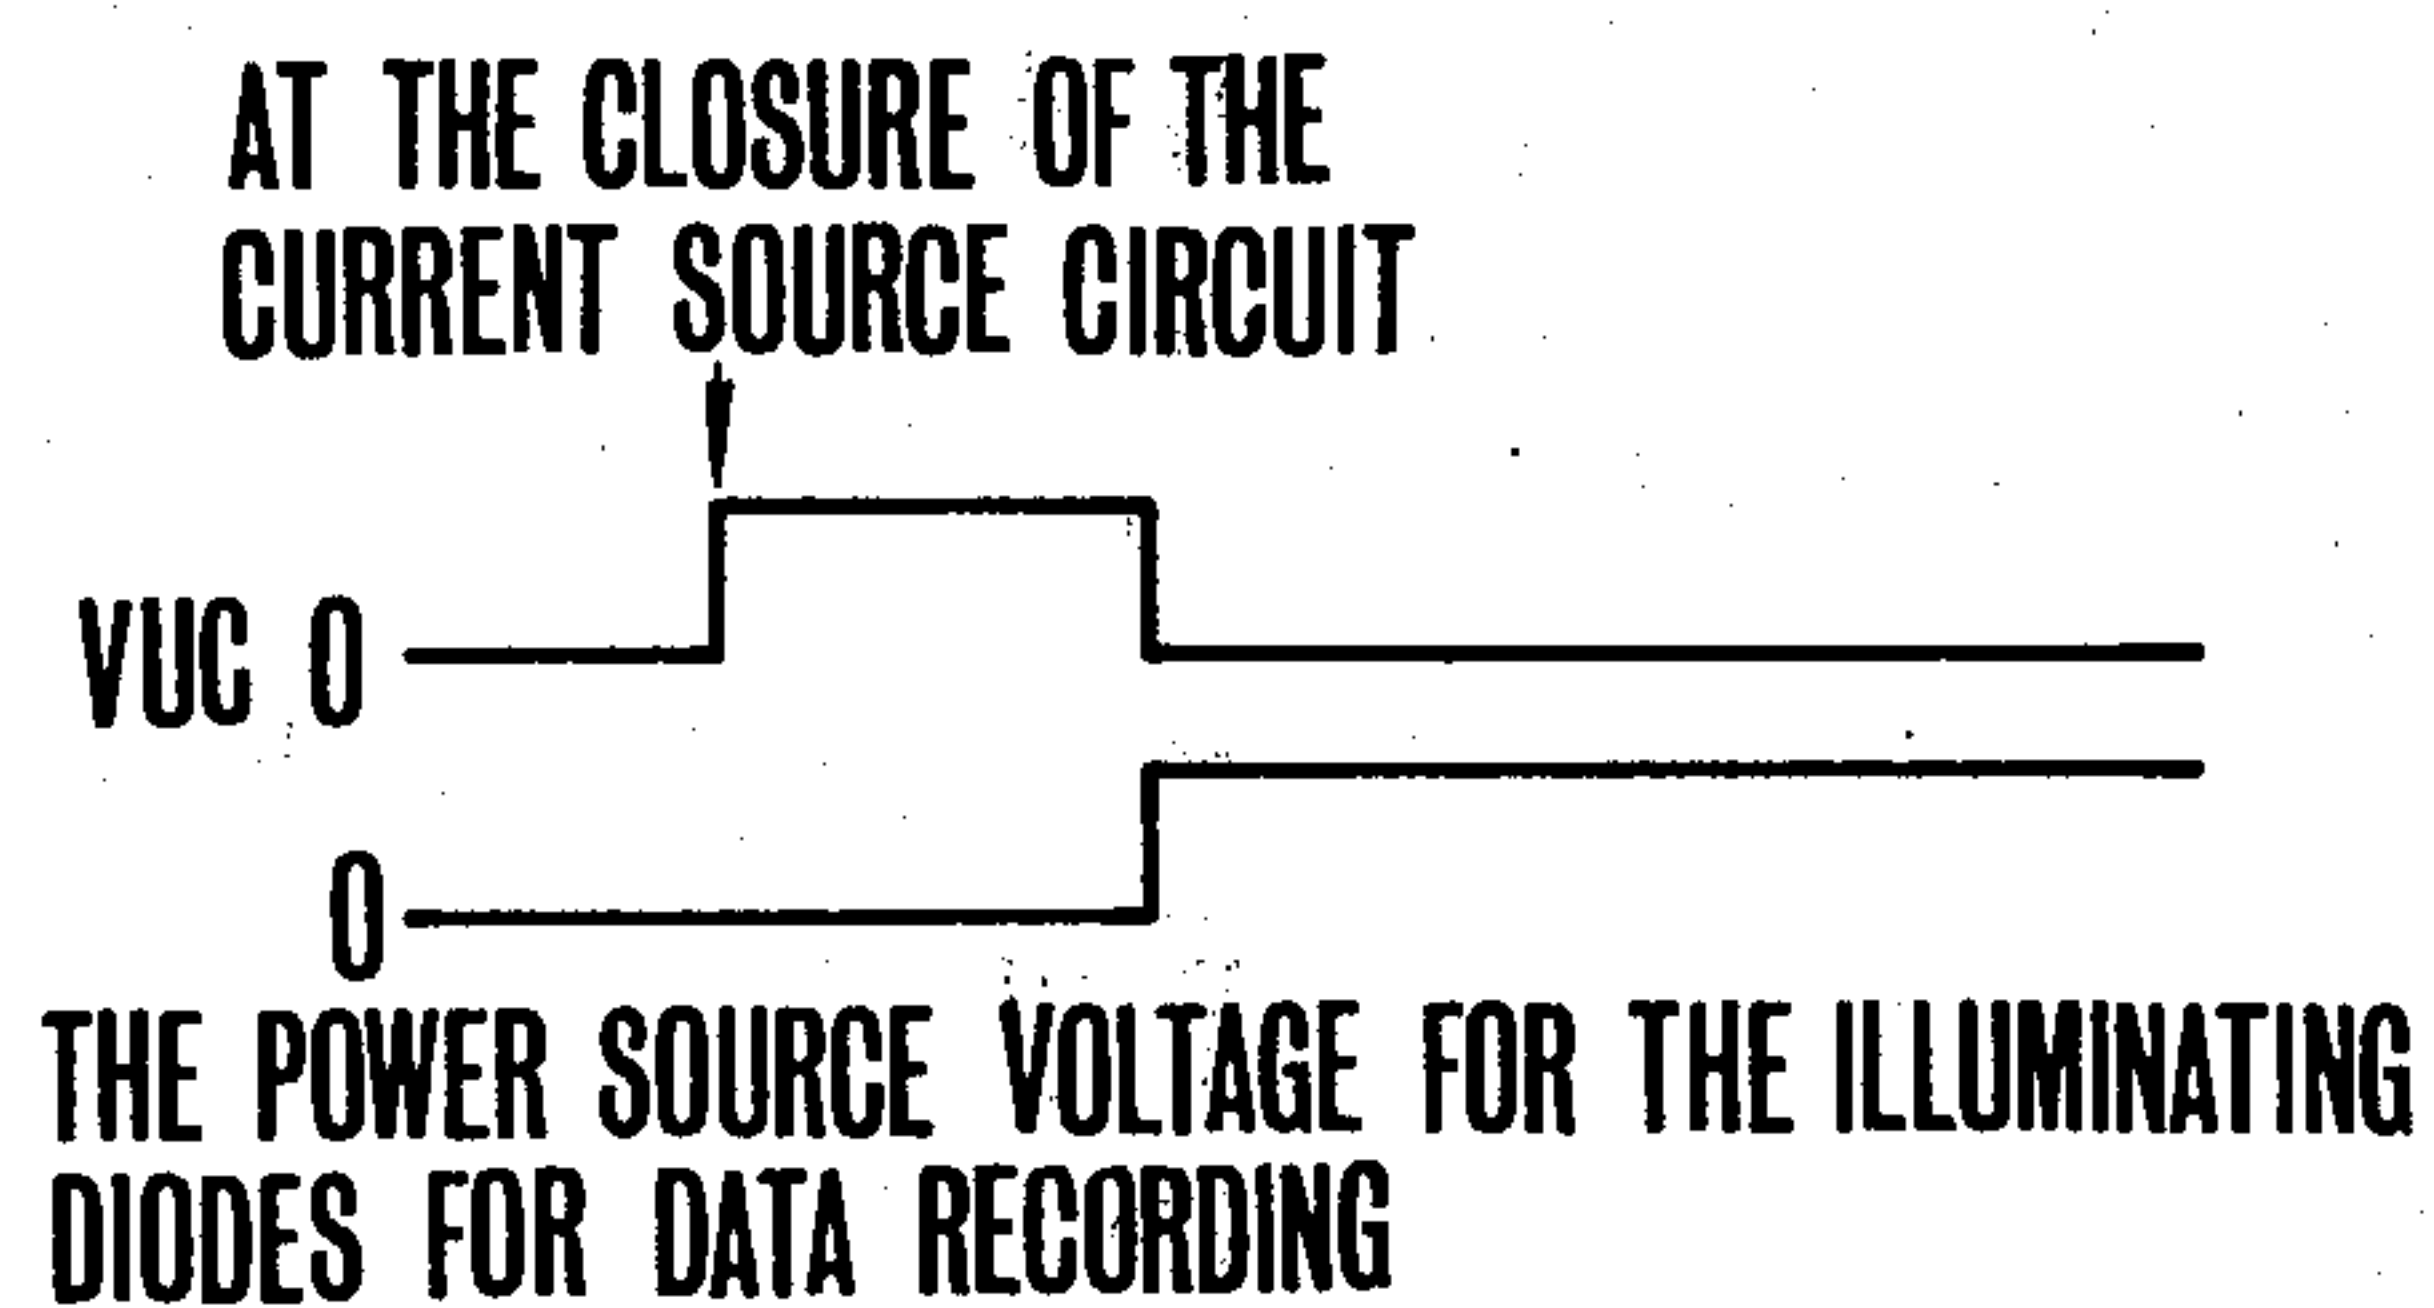 AT THE CLOSURE OF THE
CURRENT SOURCE CIRCUIT
VUC 0
0
THE POWER SOURCE VOLTAGE FOR THE ILLUMINATING
DIODES FOR DATA RECORDING